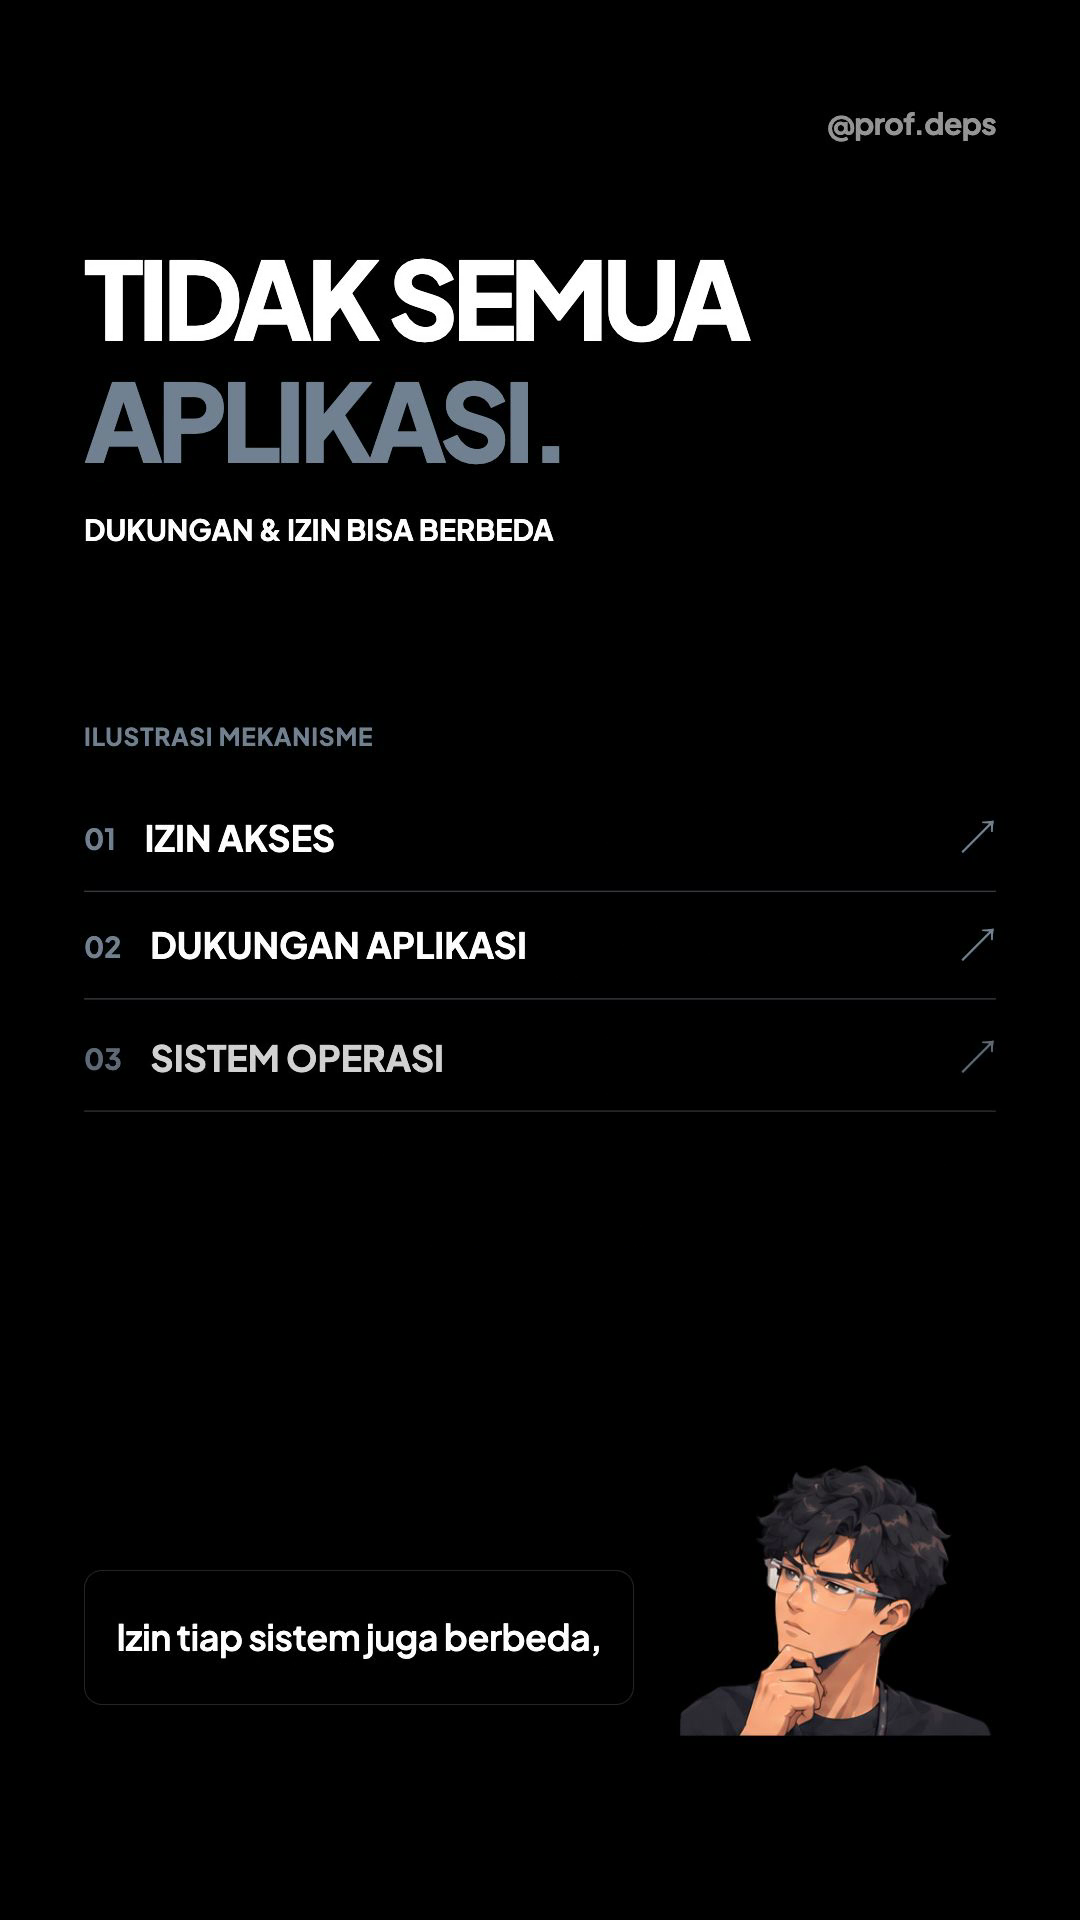 @prof.deps
TIDAK SEMUA
APLIKASI.
DUKUNGAN & IZIN BISA BERBEDA
ILUSTRASI MEKANISME
01 IZIN AKSES
02 DUKUNGAN APLIKASI
03 SISTEM OPERASI
Izin tiap sistem juga berbeda,